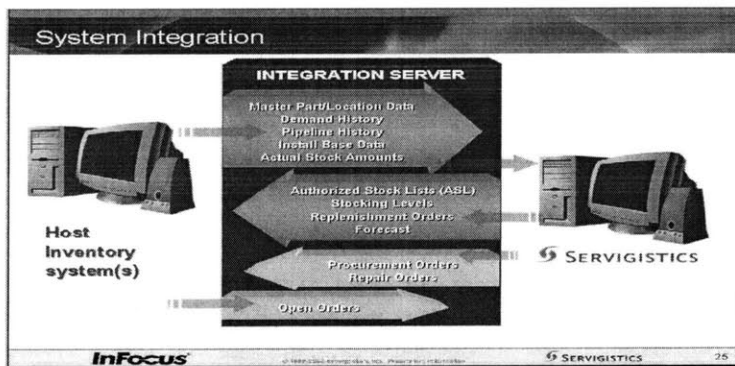 System Integration
INTEGRATION SERVER
Master Part/Location Data
Demand History
Pipeline History
Install Base Data
Actual Stock Amounts
Authorized Stock Lists (ASL)
Stocking Levels
Replenishment Orders
Forecast
Host
Inventory
system(s)
SERVIGISTICS
Procurement Orders
Repair Orders
Open Orders
InFocus
SERVIGISTICS
25